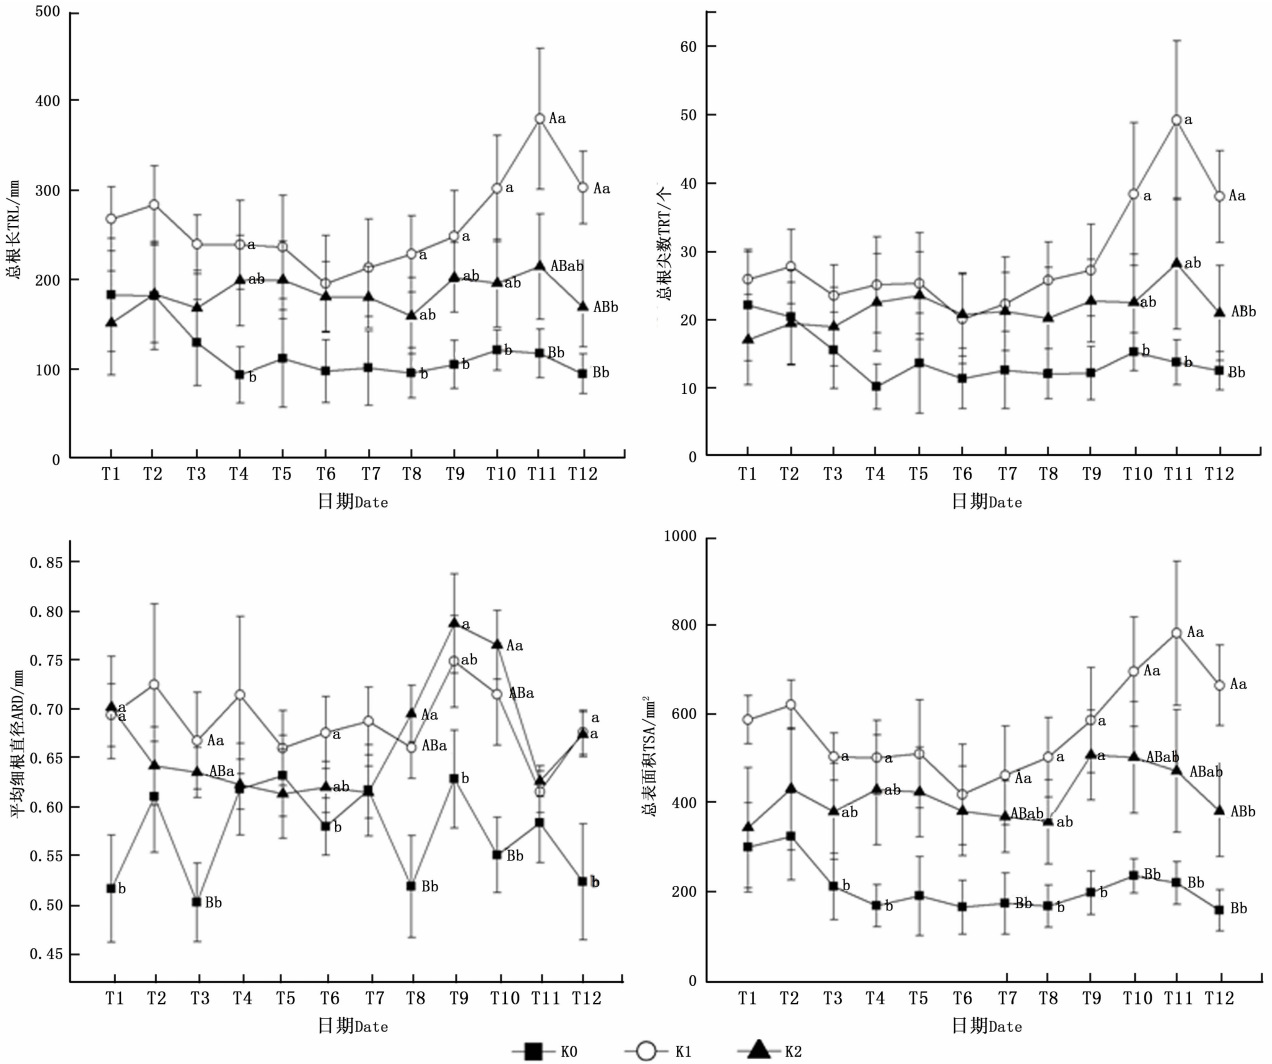 500
400
300
200
100
0
总根长TRL/mm
Aa
a
Aa
a
a
a
ab
ab
ab
ABab
ABb
ab
b
b
b
b
Bb
Bb
T1 T2 T3 T4 T5 T6 T7 T8 T9 T10 T11 T12
日期Date
60
50
40
30
20
10
0
总根尖数TRT/个
a
a
Aa
ab
ab
ABb
b
b
Bb
T1 T2 T3 T4 T5 T6 T7 T8 T9 T10 T11 T12
日期Date
0.85
0.80
0.75
0.70
0.65
0.60
0.55
0.50
0.45
平均细根直径ARD/mm
a
a
Aa
ABa
a
ab
b
Aa
ABa
a
ab
Aa
ABa
a
a
b
Bb
Bb
b
Bb
b
T1 T2 T3 T4 T5 T6 T7 T8 T9 T10 T11 T12
日期Date
1000
800
600
400
200
0
总表面积TSA/mm²
Aa
Aa
Aa
a
a
a
Aa
a
a
ABab
ABab
ab
ab
ABab
ab
ABb
b
b
Bb
b
b
Bb
Bb
Bb
T1 T2 T3 T4 T5 T6 T7 T8 T9 T10 T11 T12
日期Date
K0 K1 K2